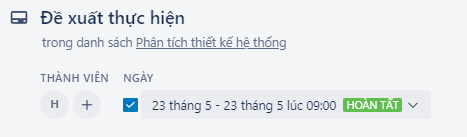 Đề xuất thực hiện
trong danh sách Phân tích thiết kế hệ thống
THÀNH VIÊN NGÀY
H + 23 tháng 5 - 23 tháng 5 lúc 09:00 HOÀN TẤT